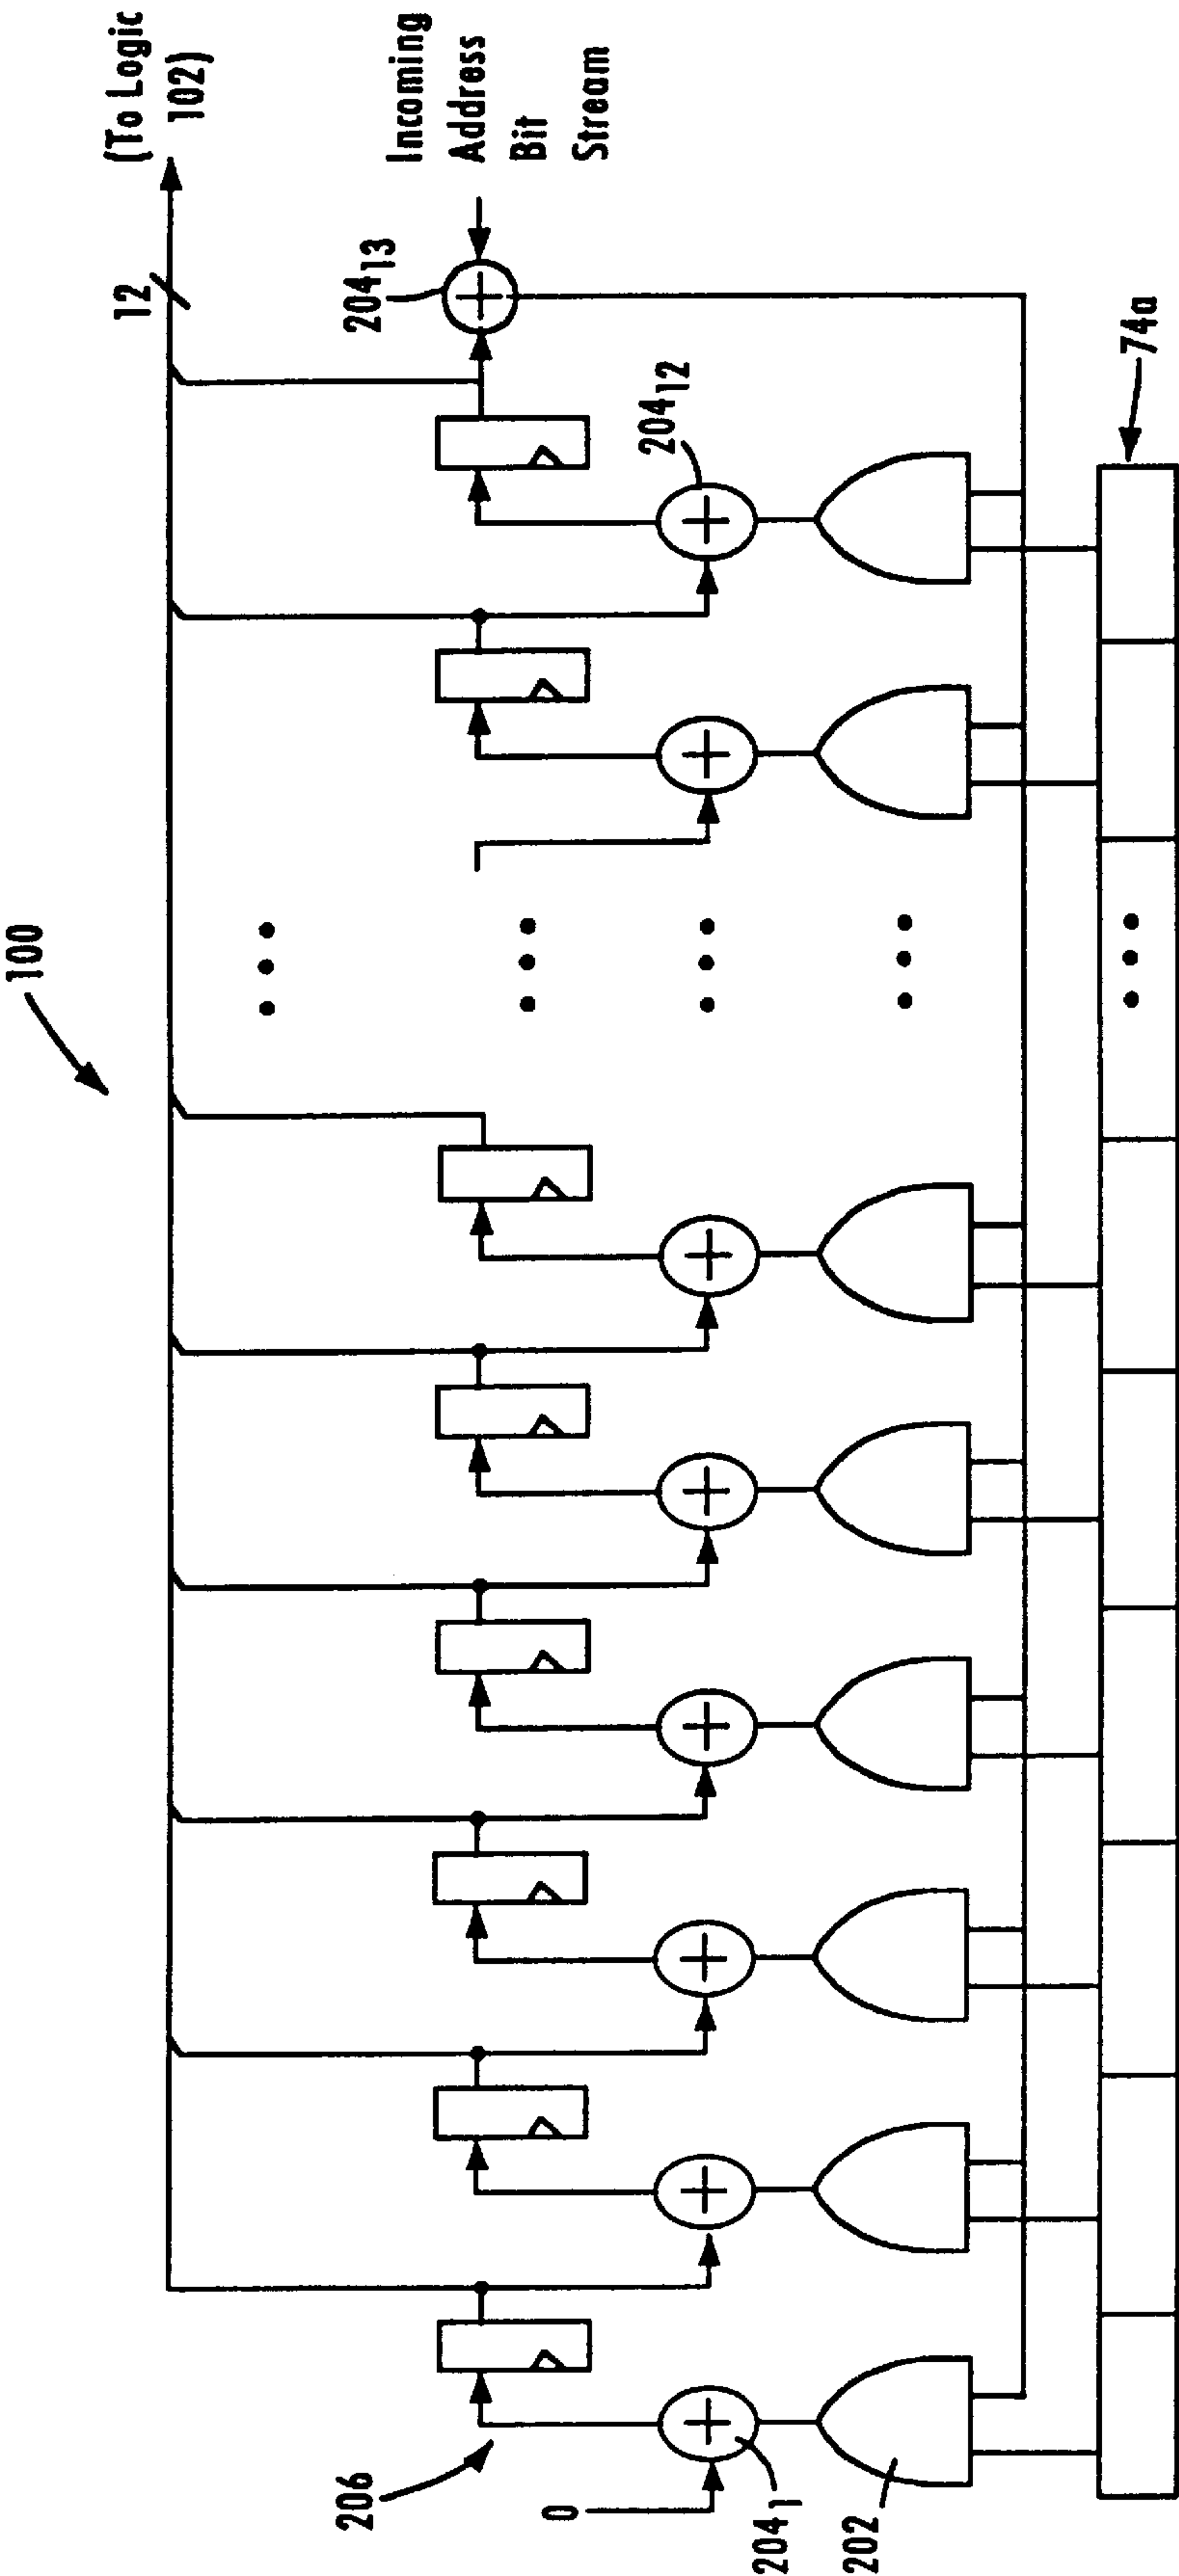 100
(To Logic
102)
12
Incoming
Address
Bit
Stream
204₁₃
204₁₂
74a
206
0
204₁
202